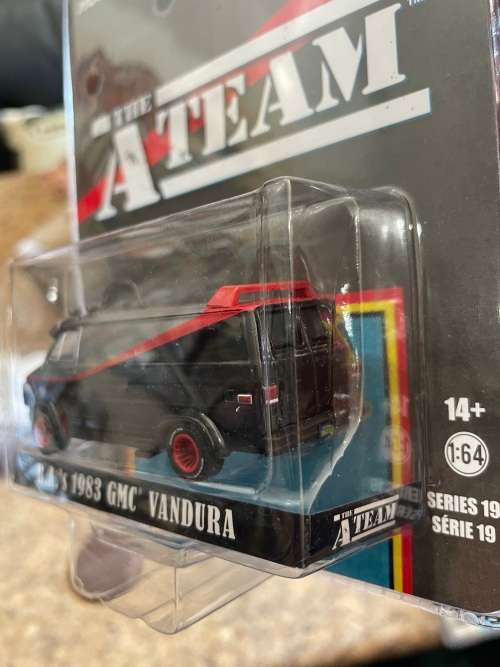 THE
A TEAM
14+
1:64
SERIES 19
SÉRIE 19
B.A.'s 1983 GMC® VANDURA
THE
A TEAM